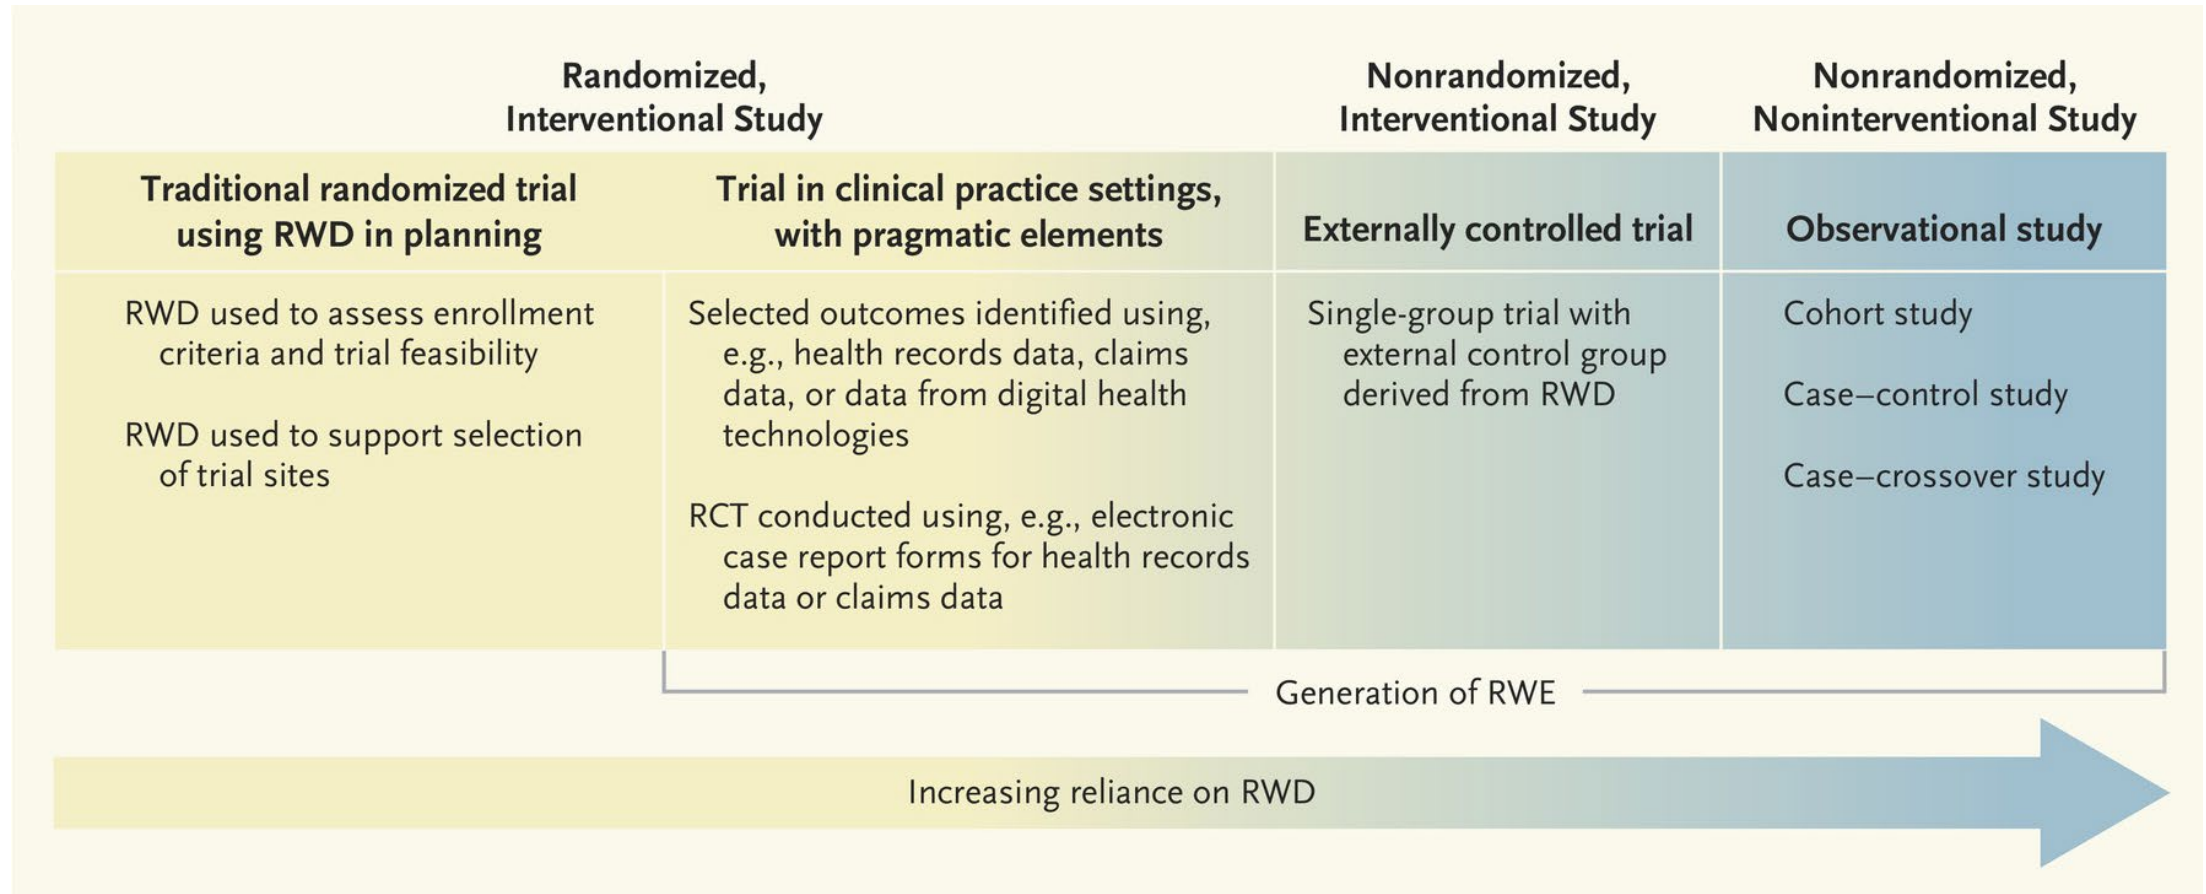 Randomized,
Interventional Study
Nonrandomized,
Interventional Study
Nonrandomized,
Noninterventional Study
Traditional randomized trial
using RWD in planning
Trial in clinical practice settings,
with pragmatic elements
Externally controlled trial
Observational study
RWD used to assess enrollment
criteria and trial feasibility
RWD used to support selection
of trial sites
Selected outcomes identified using,
e.g., health records data, claims
data, or data from digital health
technologies
RCT conducted using, e.g., electronic
case report forms for health records
data or claims data
Single-group trial with
external control group
derived from RWD
Cohort study
Case–control study
Case–crossover study
Generation of RWE
Increasing reliance on RWD